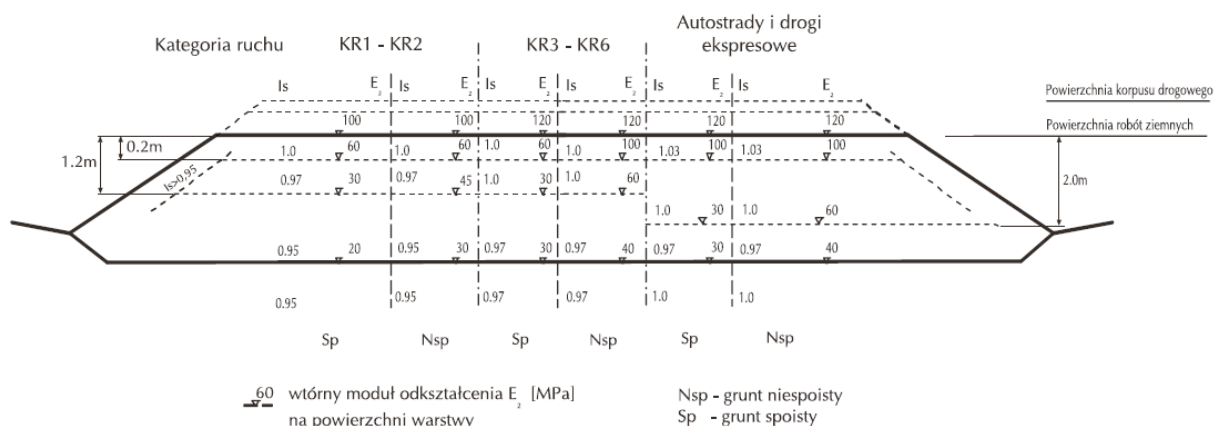 Kategoria ruchu KR1 - KR2 KR3 - KR6 Autostrady i drogi ekspresowe
Is E₂ Is E₂ Is E₂ Is E₂ Is E₂ Is E₂
Powierzchnia korpusu drogowego
100 100 120 120 120 120
Powierzchnia robót ziemnych
0.2m 1.0 60 1.0 60 1.0 60 1.0 100 1.03 100 1.03 100
1.2m Is>0,95 0.97 30 0.97 45 1.0 30 1.0 60
2.0m
1.0 30 1.0 60
0.95 20 0.95 30 0.97 30 0.97 40 0.97 30 0.97 40
0.95 0.95 0.97 0.97 1.0 1.0
Sp Nsp Sp Nsp Sp Nsp
60 wtórny moduł odkształcenia E₂ [MPa]
na powierzchni warstwy
Nsp - grunt niespoisty
Sp - grunt spoisty